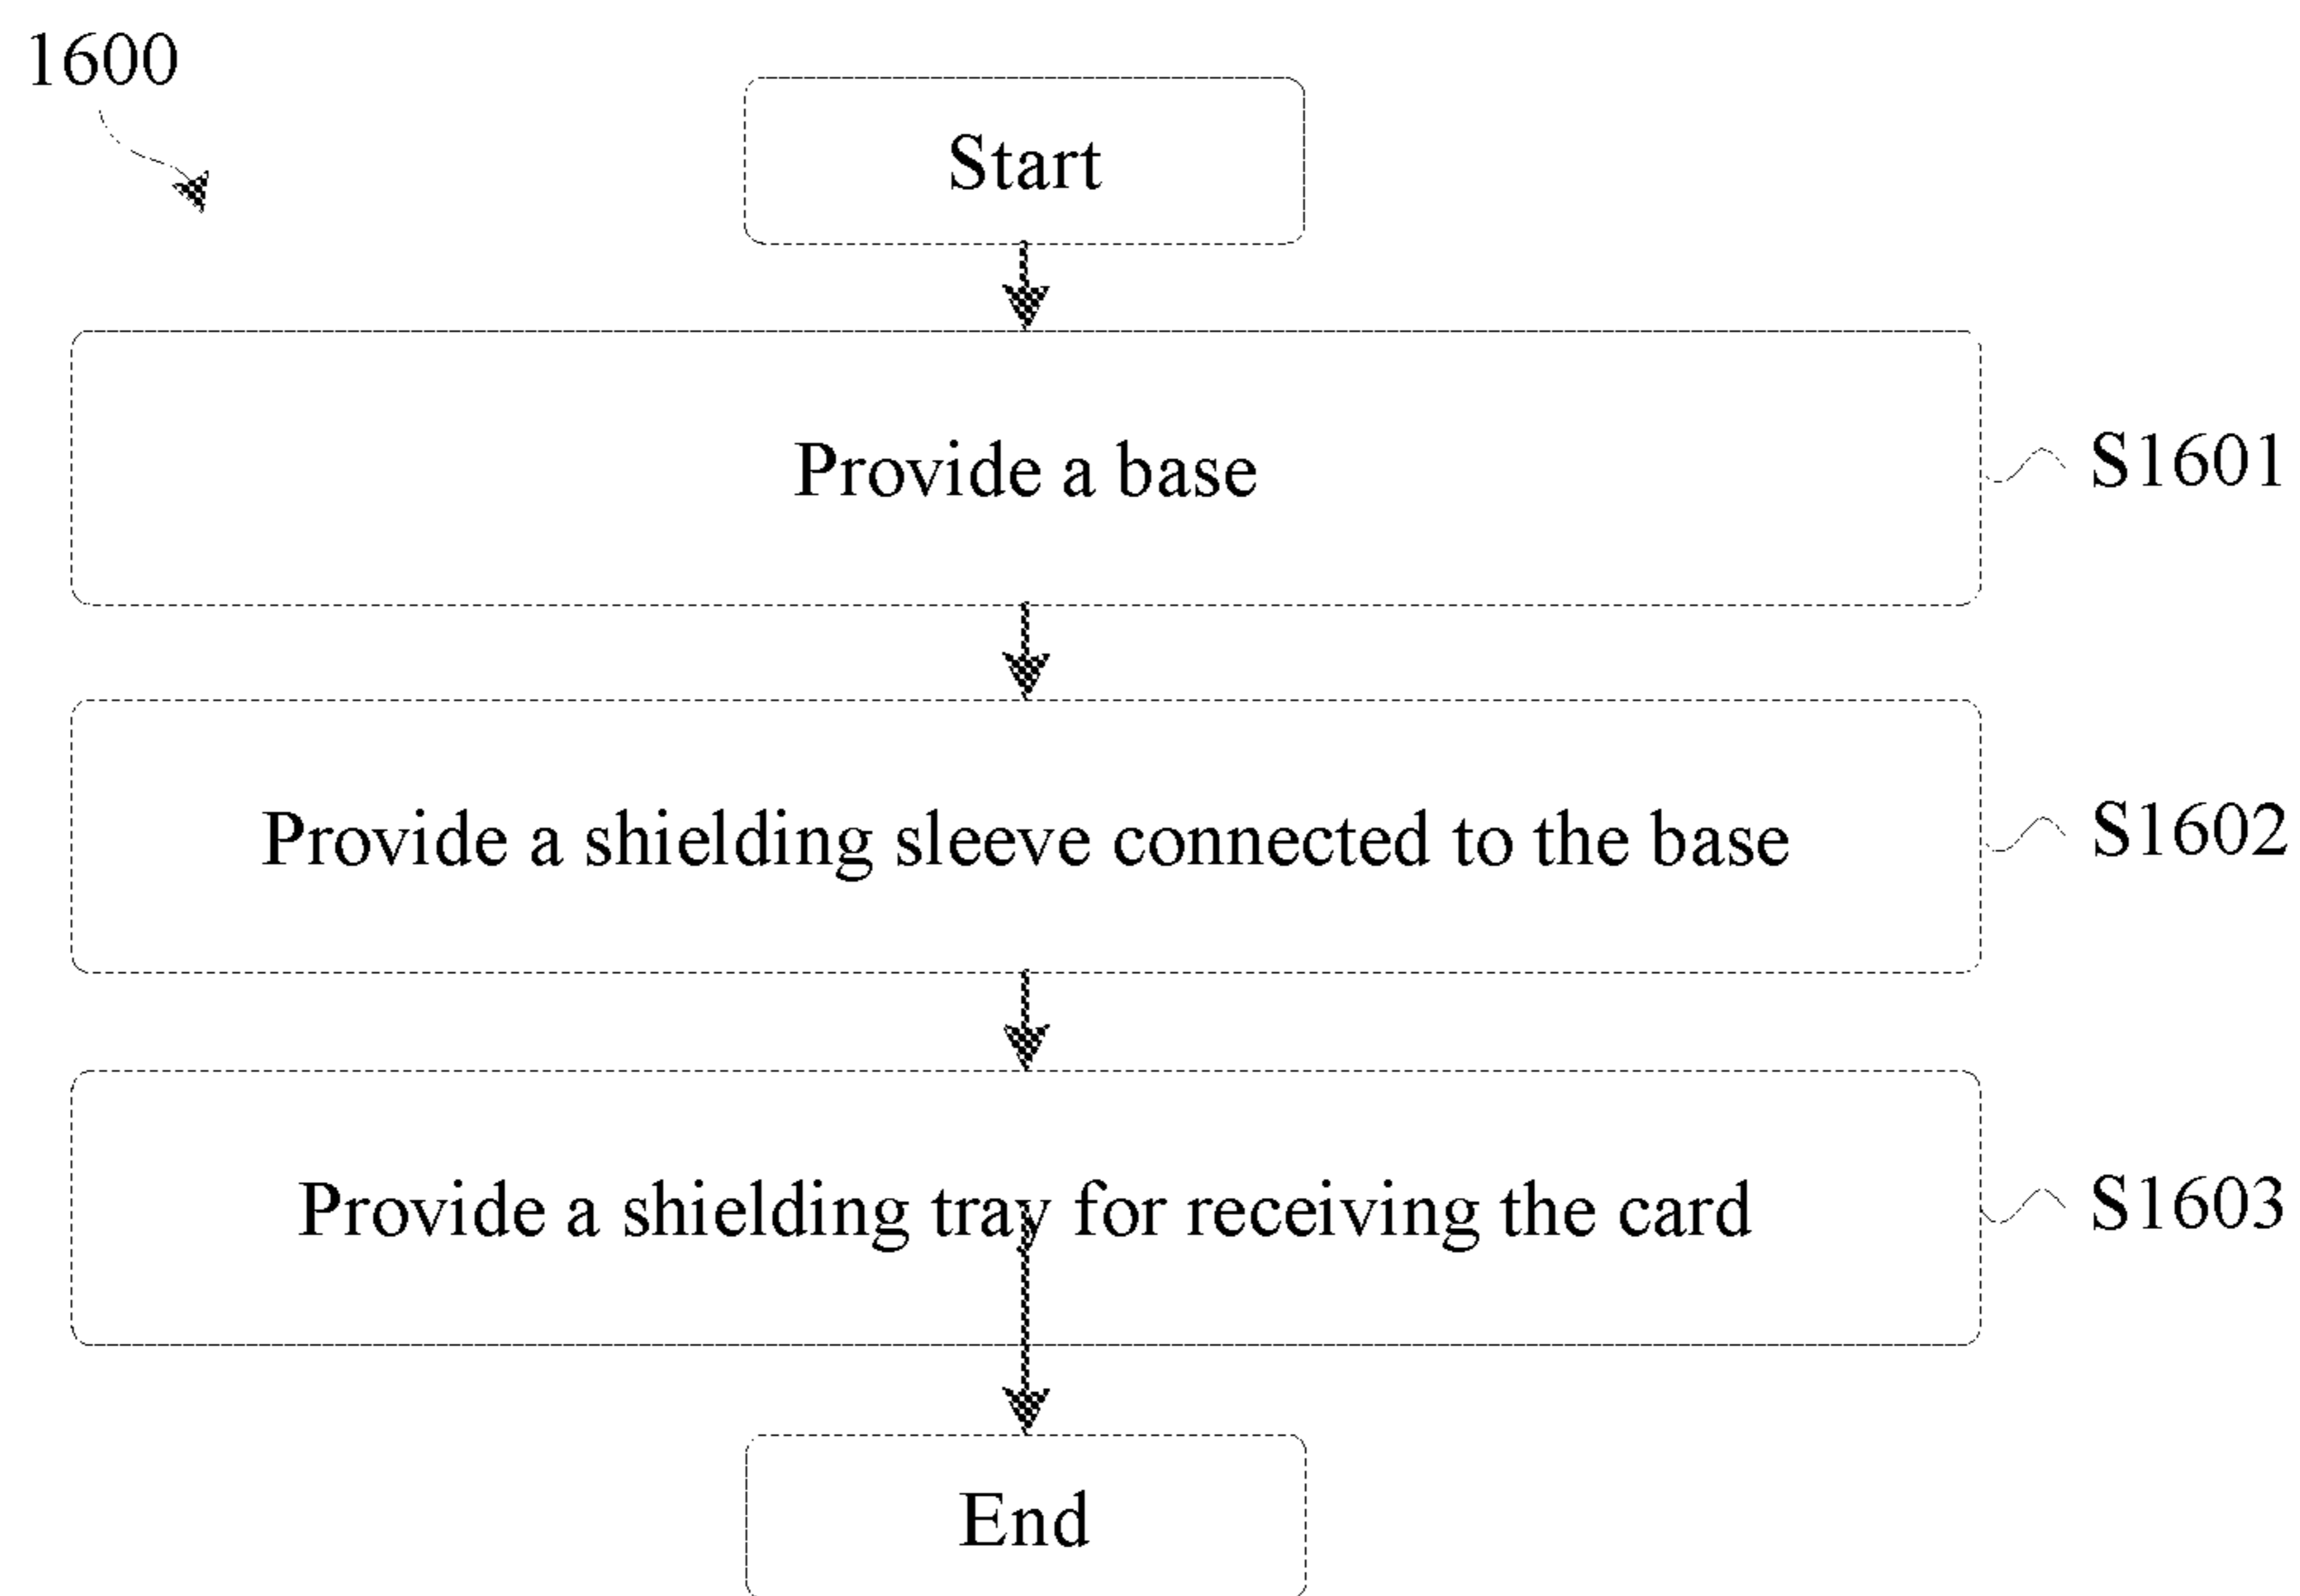 1600
Start
Provide a base
S1601
Provide a shielding sleeve connected to the base
S1602
Provide a shielding tray for receiving the card
S1603
End